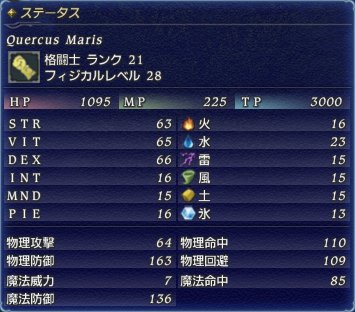 ステータス
Quercus Maris
格闘士 ランク 21
フィジカルレベル 28
HP 1095 MP 225 TP 3000
STR 63 火 16
VIT 65 水 23
DEX 66 雷 15
INT 16 風 15
MND 15 土 15
PIE 16 氷 13
物理攻撃 64 物理命中 110
物理防御 163 物理回避 109
魔法威力 7 魔法命中 85
魔法防御 136